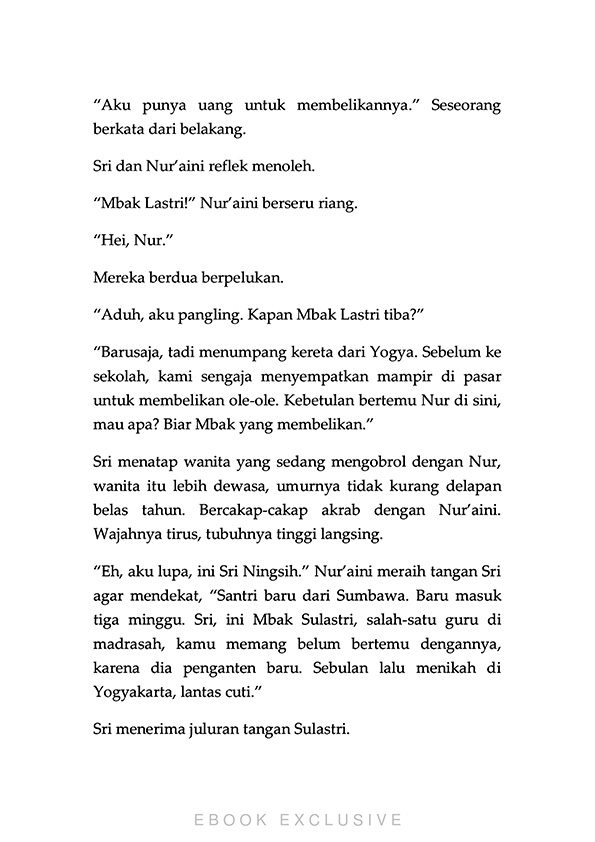 “Aku punya uang untuk membelikannya.” Seseorang
berkata dari belakang.
Sri dan Nur’aini reflek menoleh.
“Mbak Lastri!” Nur’aini berseru riang.
“Hei, Nur.”
Mereka berdua berpelukan.
“Aduh, aku pangling. Kapan Mbak Lastri tiba?”
“Barusaja, tadi menumpang kereta dari Yogya. Sebelum ke
sekolah, kami sengaja menyempatkan mampir di pasar
untuk membelikan ole-ole. Kebetulan bertemu Nur di sini,
mau apa? Biar Mbak yang membelikan.”
Sri menatap wanita yang sedang mengobrol dengan Nur,
wanita itu lebih dewasa, umurnya tidak kurang delapan
belas tahun. Bercakap-cakap akrab dengan Nur’aini.
Wajahnya tirus, tubuhnya tinggi langsing.
“Eh, aku lupa, ini Sri Ningsih.” Nur’aini meraih tangan Sri
agar mendekat, “Santri baru dari Sumbawa. Baru masuk
tiga minggu. Sri, ini Mbak Sulastri, salah-satu guru di
madrasah, kamu memang belum bertemu dengannya,
karena dia penganten baru. Sebulan lalu menikah di
Yogyakarta, lantas cuti.”
Sri menerima juluran tangan Sulastri.
EBOOK EXCLUSIVE